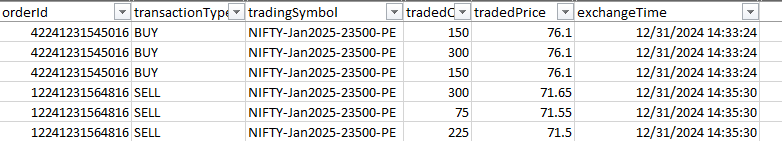 orderId transactionType tradingSymbol tradedC tradedPrice exchangeTime
42241231545016 BUY NIFTY-Jan2025-23500-PE 150 76.1 12/31/2024 14:33:24
42241231545016 BUY NIFTY-Jan2025-23500-PE 300 76.1 12/31/2024 14:33:24
42241231545016 BUY NIFTY-Jan2025-23500-PE 150 76.1 12/31/2024 14:33:24
12241231564816 SELL NIFTY-Jan2025-23500-PE 300 71.65 12/31/2024 14:35:30
12241231564816 SELL NIFTY-Jan2025-23500-PE 75 71.55 12/31/2024 14:35:30
12241231564816 SELL NIFTY-Jan2025-23500-PE 225 71.5 12/31/2024 14:35:30